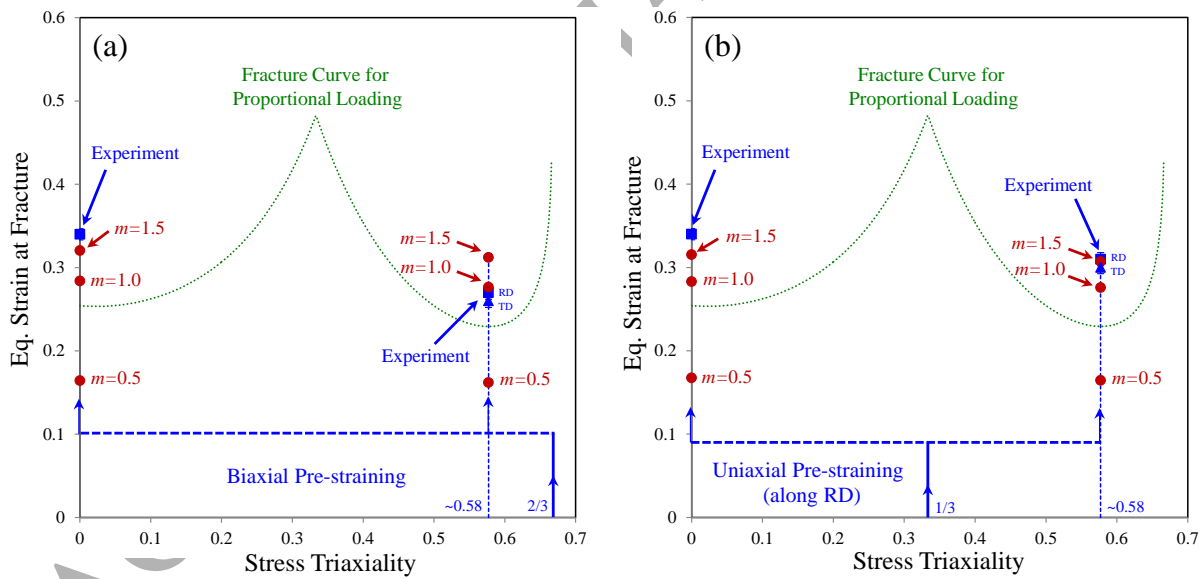 (a)
0.6
0.5
0.4
0.3
0.2
0.1
0
Eq. Strain at Fracture
Fracture Curve for
Proportional Loading
Experiment
m=1.5
m=1.0
m=0.5
m=1.5
m=1.0
RD
TD
Experiment
m=0.5
Biaxial Pre-straining
~0.58
2/3
0
0.1
0.2
0.3
0.4
0.5
0.6
0.7
Stress Triaxiality
(b)
0.6
0.5
0.4
0.3
0.2
0.1
0
Eq. Strain at Fracture
Fracture Curve for
Proportional Loading
Experiment
m=1.5
m=1.0
m=0.5
Experiment
m=1.5
RD
TD
m=1.0
m=0.5
Uniaxial Pre-straining
(along RD)
1/3
~0.58
0
0.1
0.2
0.3
0.4
0.5
0.6
0.7
Stress Triaxiality